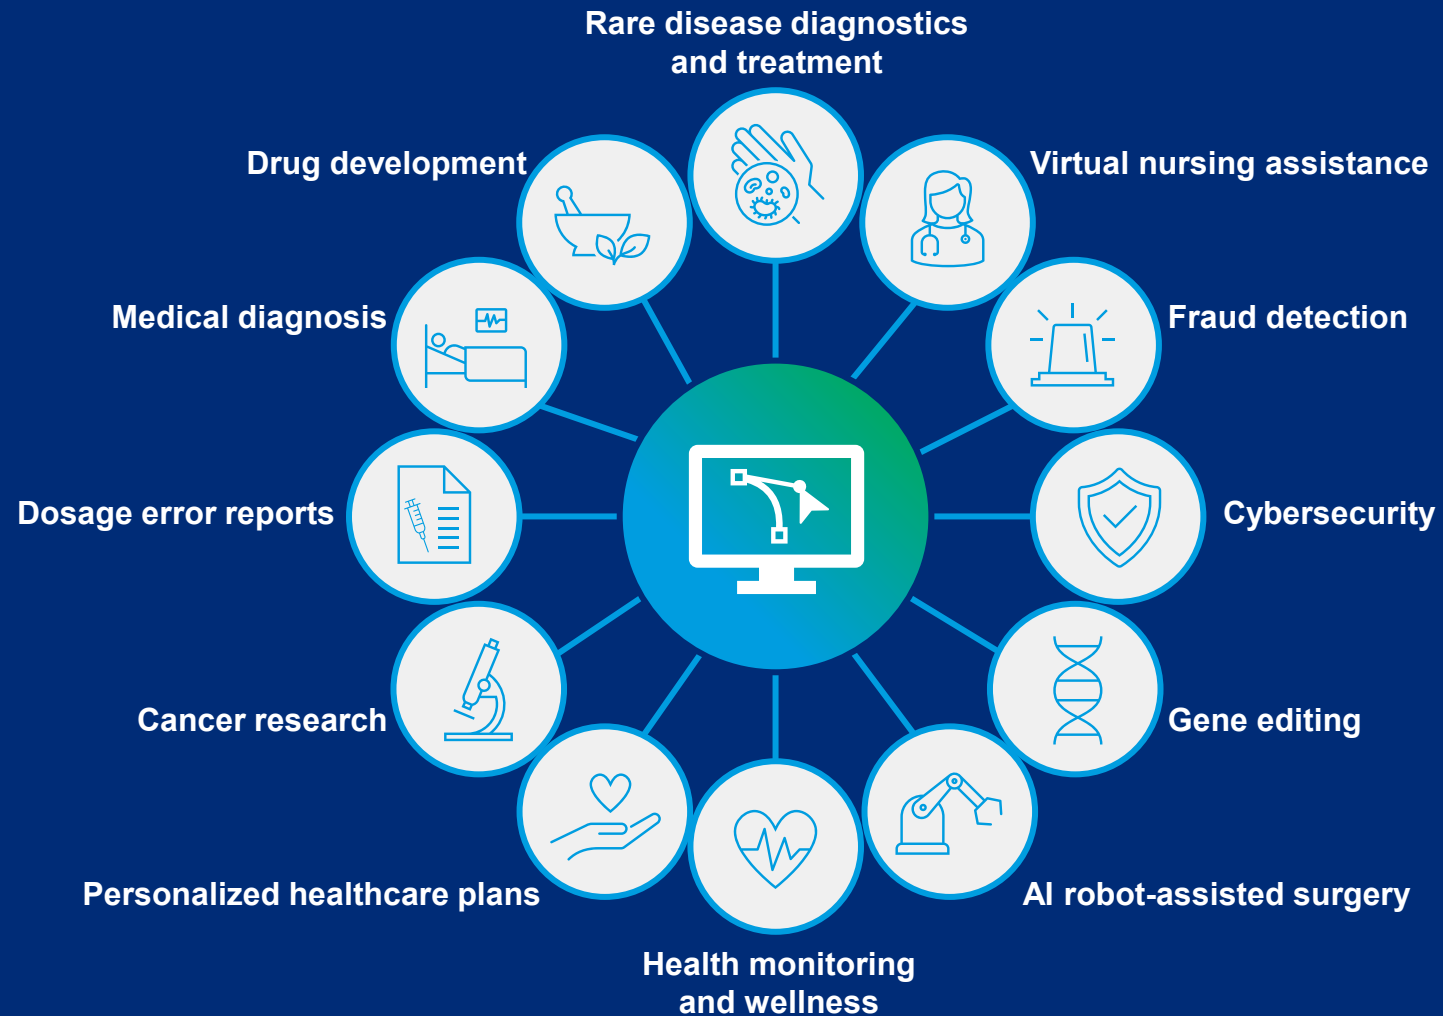 Rare disease diagnostics
and treatment
Drug development
Virtual nursing assistance
Medical diagnosis
Fraud detection
Dosage error reports
Cybersecurity
Cancer research
Gene editing
Personalized healthcare plans
AI robot-assisted surgery
Health monitoring
and wellness